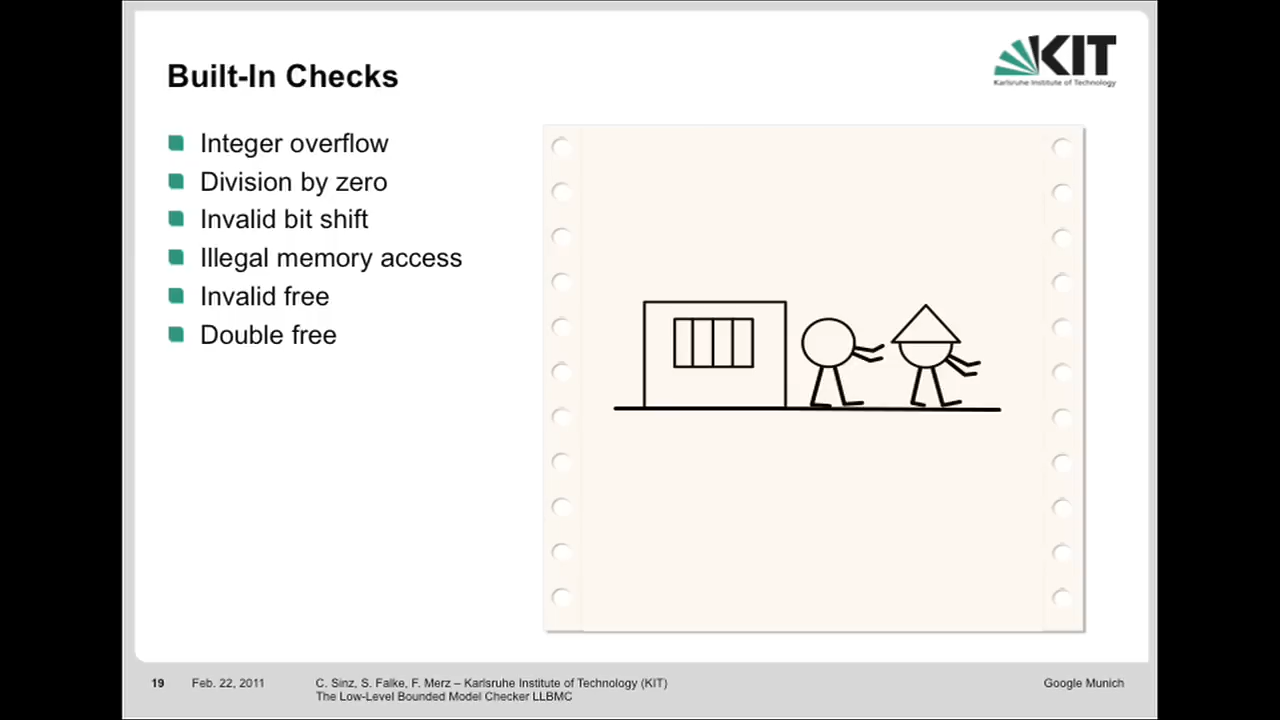 KIT
Karlsruhe Institute of Technology
Built-In Checks
Integer overflow
Division by zero
Invalid bit shift
Illegal memory access
Invalid free
Double free
19 Feb. 22, 2011 C. Sinz, S. Falke, F. Merz – Karlsruhe Institute of Technology (KIT) Google Munich
The Low-Level Bounded Model Checker LLBMC